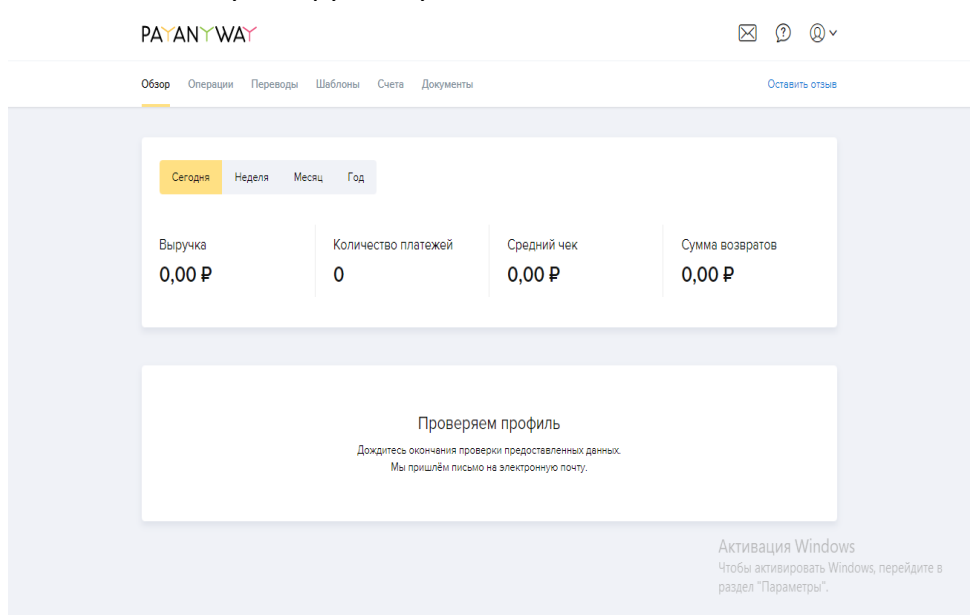 PAYANYWAY
Обзор Операции Переводы Шаблоны Счета Документы Оставить отзыв
Сегодня Неделя Месяц Год
Выручка Количество платежей Средний чек Сумма возвратов
0,00 ₽ 0 0,00 ₽ 0,00 ₽
Проверяем профиль
Дождитесь окончания проверки предоставленных данных.
Мы пришлём письмо на электронную почту.
Активация Windows
Чтобы активировать Windows, перейдите в
раздел "Параметры".